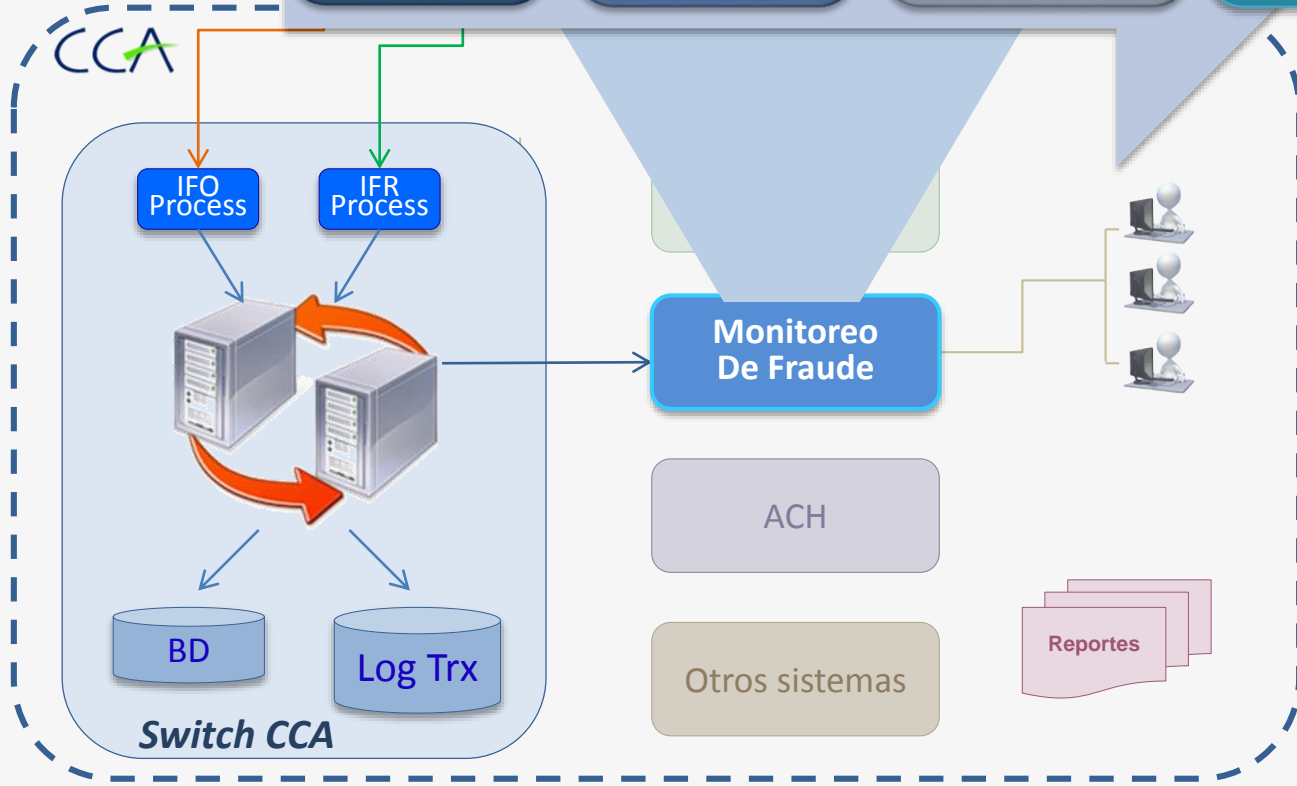 CCA
IFO
Process
IFR
Process
Monitoreo
De Fraude
ACH
BD
Log Trx
Reportes
Otros sistemas
Switch CCA